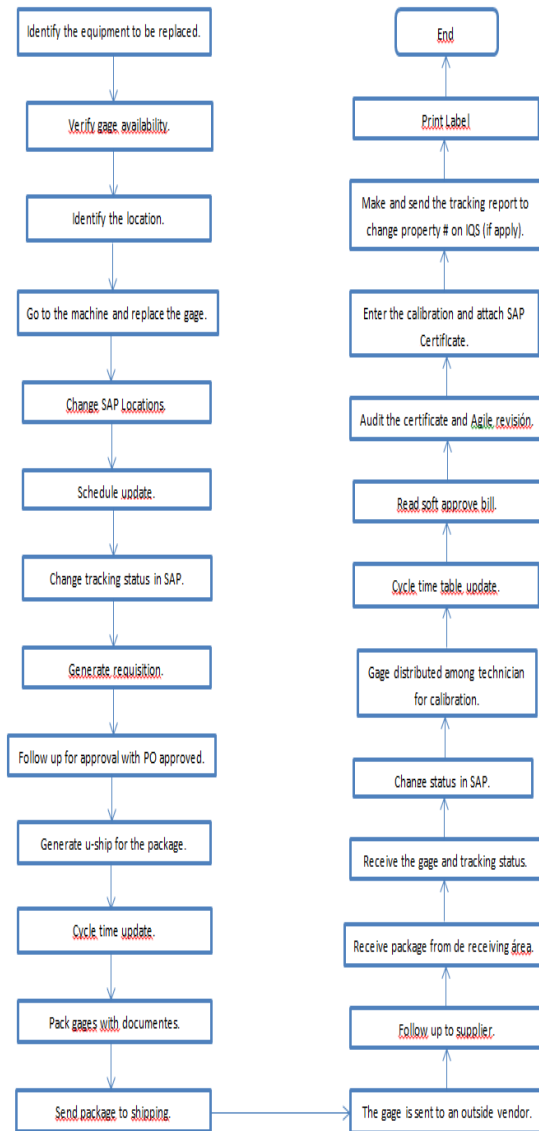 Identify the equipment to be replaced.
Verify gage availability.
Identify the location.
Go to the machine and replace the gage.
Change SAP Locations.
Schedule update.
Change tracking status in SAP.
Generate requisition.
Follow up for approval with PO approved.
Generate u-ship for the package.
Cycle time update.
Pack gages with documentes.
Send package to shipping.
The gage is sent to an outside vendor.
Follow up to supplier.
Receive package from de receiving área.
Receive the gage and tracking status.
Change status in SAP.
Gage distributed among technician
for calibration.
Cycle time table update.
Read soft approve bill.
Audit the certificate and Agile revisión.
Enter the calibration and attach SAP
Certificate.
Make and send the tracking report to
change property # on IQS (if apply).
Print Label
End